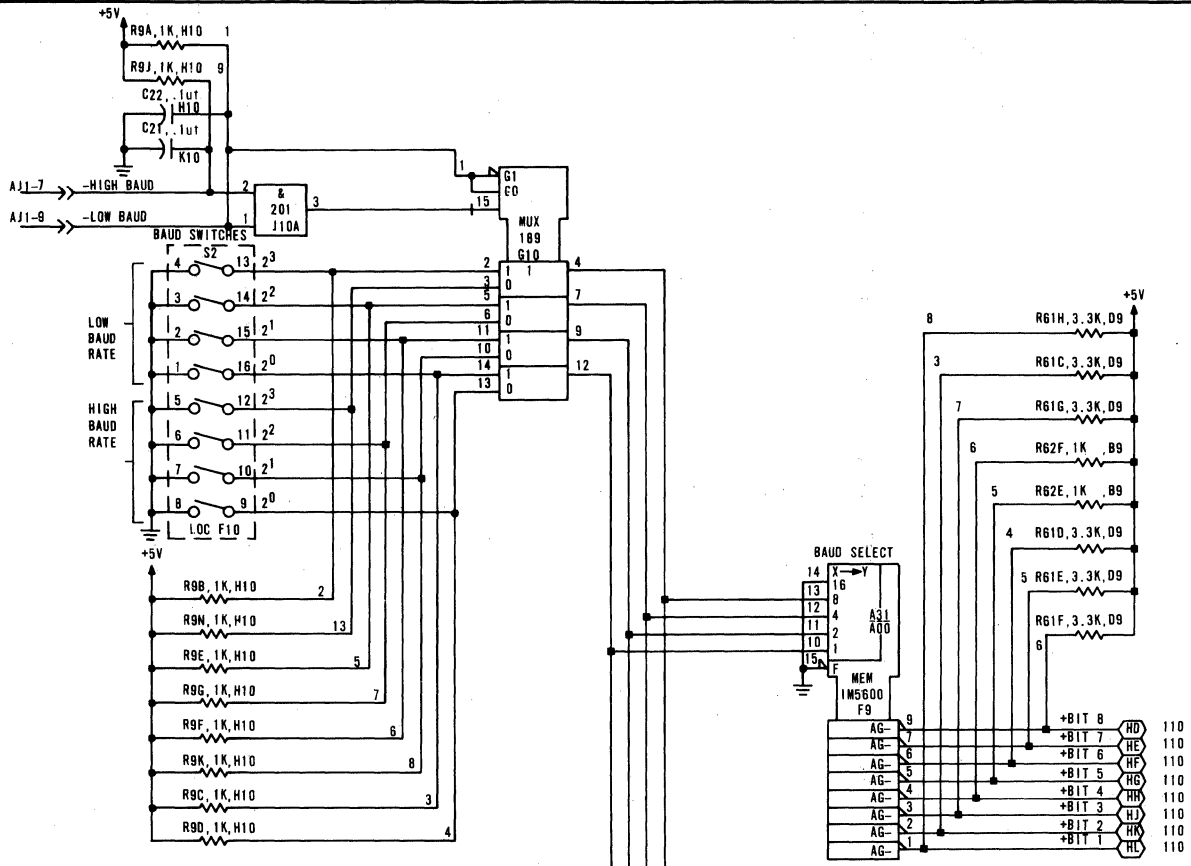 +5V
R9A, 1K, H10 1
R9J, 1K, H10 9
C22, .1ut
H10
C21, .1ut
K10
AJ1-7 -HIGH BAUD 2
AJ1-9 -LOW BAUD 1
&
201
J10A
3
1
15
G1
E0
MUX
189
G10
BAUD SWITCHES
S2
4 13 2³
3 14 2²
2 15 2¹
1 16 2⁰
5 12 2³
6 11 2²
7 10 2¹
8 9 2⁰
LOC F10
LOW
BAUD
RATE
HIGH
BAUD
RATE
2 1 1 4
3 0
5 1 7
6 0
11 1 9
10 0
14 1 12
13 0
+5V
R9B, 1K, H10 2
R9N, 1K, H10 13
R9E, 1K, H10 5
R9G, 1K, H10 7
R9F, 1K, H10 6
R9K, 1K, H10 8
R9C, 1K, H10 3
R9D, 1K, H10 4
+5V
8 R61H, 3.3K, D9
3 R61C, 3.3K, D9
7 R61G, 3.3K, D9
6 R62F, 1K , B9
5 R62E, 1K , B9
4 R61D, 3.3K, D9
5 R61E, 3.3K, D9
6 R61F, 3.3K, D9
BAUD SELECT
14 X→Y
13 16
12 8
11 4
10 2
1
15 F
A31
A00
MEM
IM5600
F9
AG- 9 +BIT 8 HD 110
AG- 7 +BIT 7 HE 110
AG- 6 +BIT 6 HF 110
AG- 5 +BIT 5 HG 110
AG- 4 +BIT 4 HH 110
AG- 3 +BIT 3 HJ 110
AG- 2 +BIT 2 HK 110
AG- 1 +BIT 1 HL 110